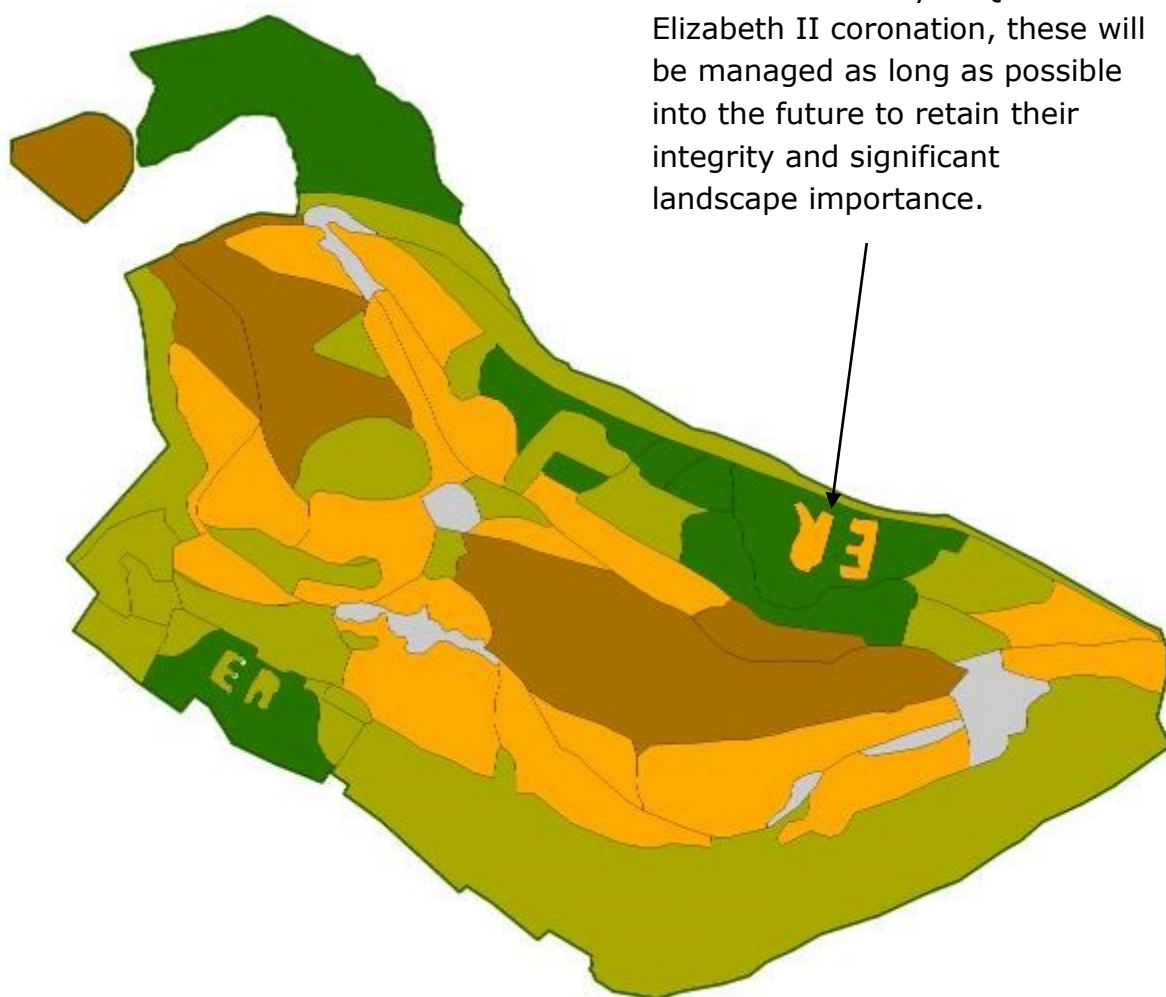 Elizabeth II coronation, these will
be managed as long as possible
into the future to retain their
integrity and significant
landscape importance.
ER
ER